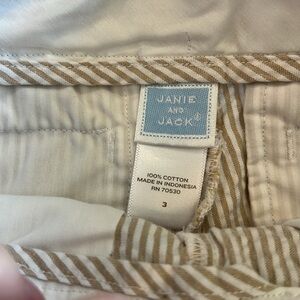 JANIE
AND
JACK®
100% COTTON
MADE IN INDONESIA
RN 70530
3